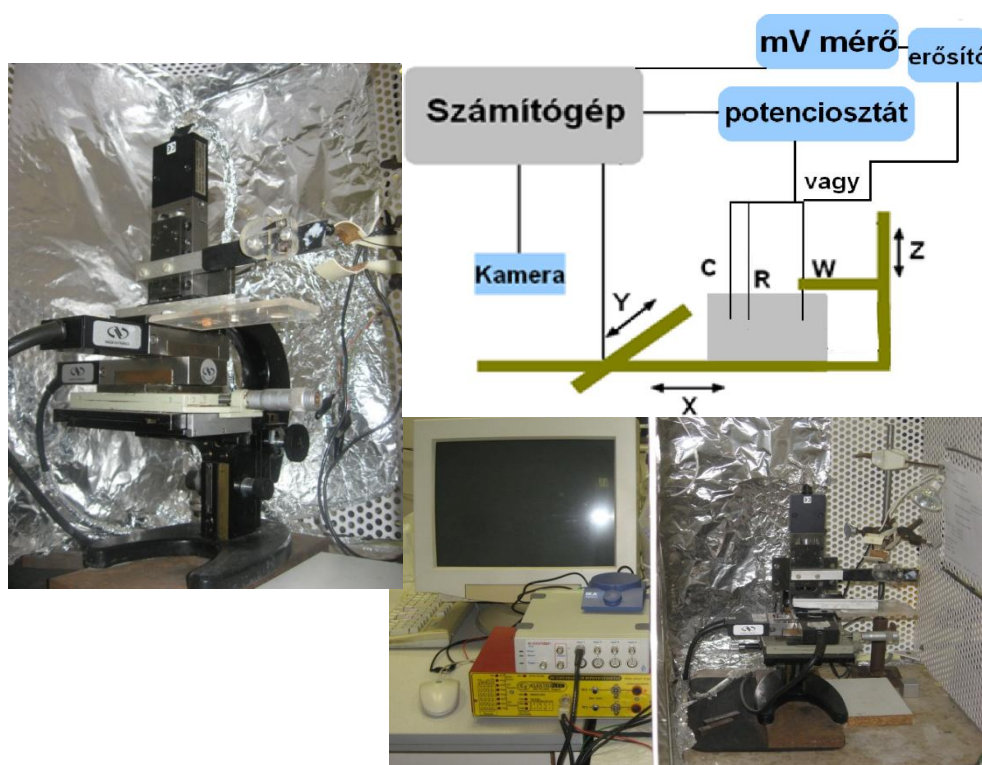 mV mérő
erősítő
Számítógép
potenciosztát
vagy
Kamera
C
R
W
Z
Y
X